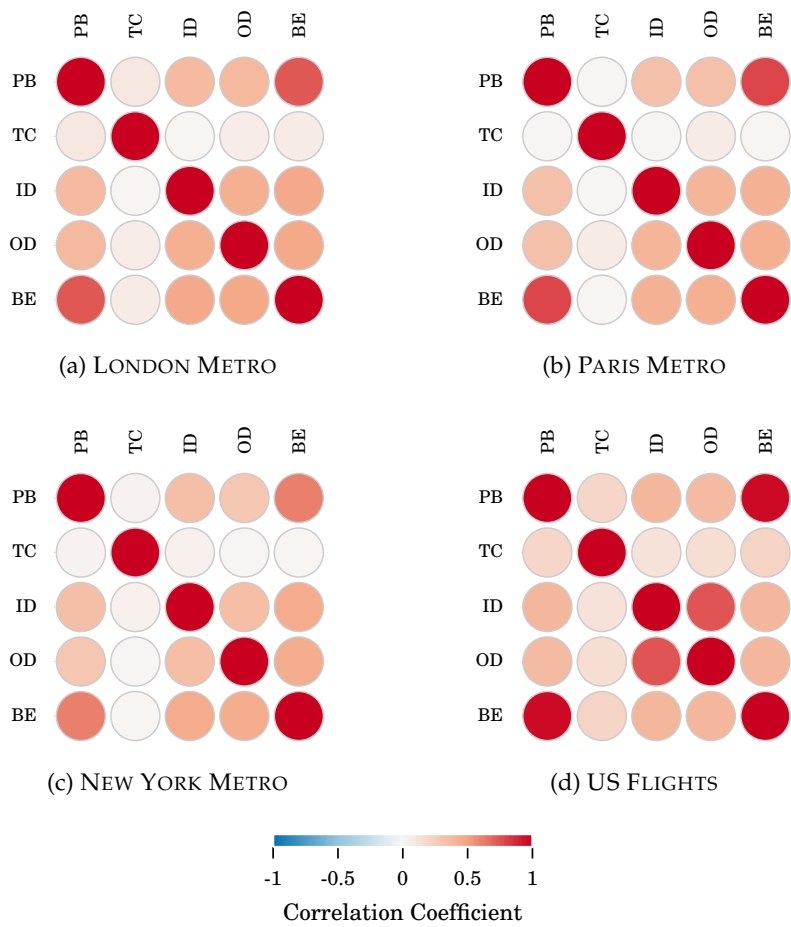 PB TC ID OD BE PB TC ID OD BE
PB PB
TC TC
ID ID
OD OD
BE BE
(a) LONDON METRO (b) PARIS METRO
PB TC ID OD BE PB TC ID OD BE
PB PB
TC TC
ID ID
OD OD
BE BE
(c) NEW YORK METRO (d) US FLIGHTS
-1 -0.5 0 0.5 1
Correlation Coefficient